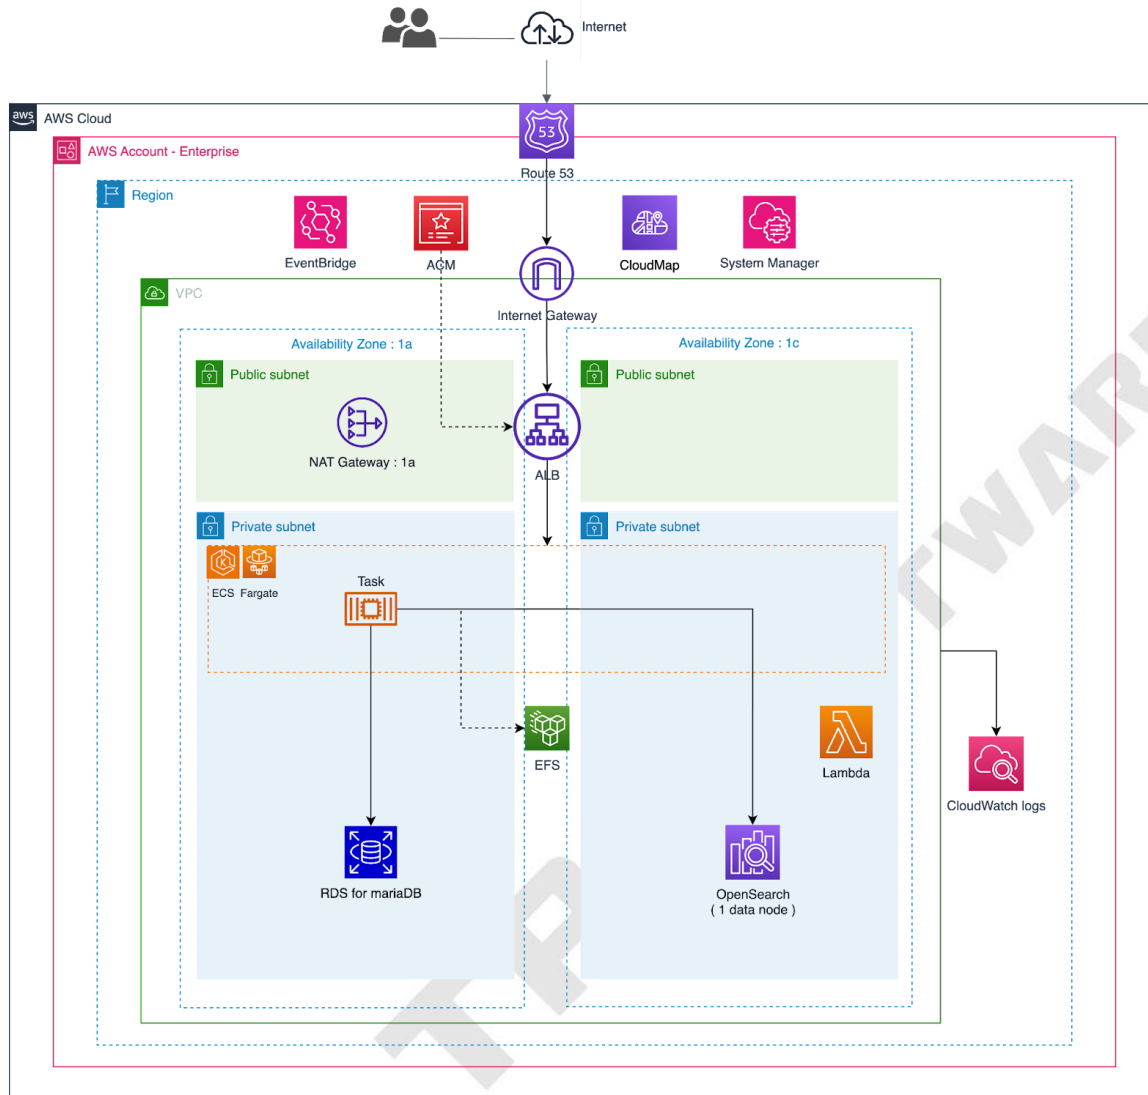 Internet
aws
AWS Cloud
53
AWS Account - Enterprise
Route 53
Region
EventBridge
ACM
CloudMap
System Manager
VPC
Internet Gateway
Availability Zone : 1a
Availability Zone : 1c
Public subnet
Public subnet
NAT Gateway : 1a
ALB
Private subnet
Private subnet
K
ECS Fargate
Task
EFS
Lambda
CloudWatch logs
RDS for mariaDB
OpenSearch
( 1 data node )